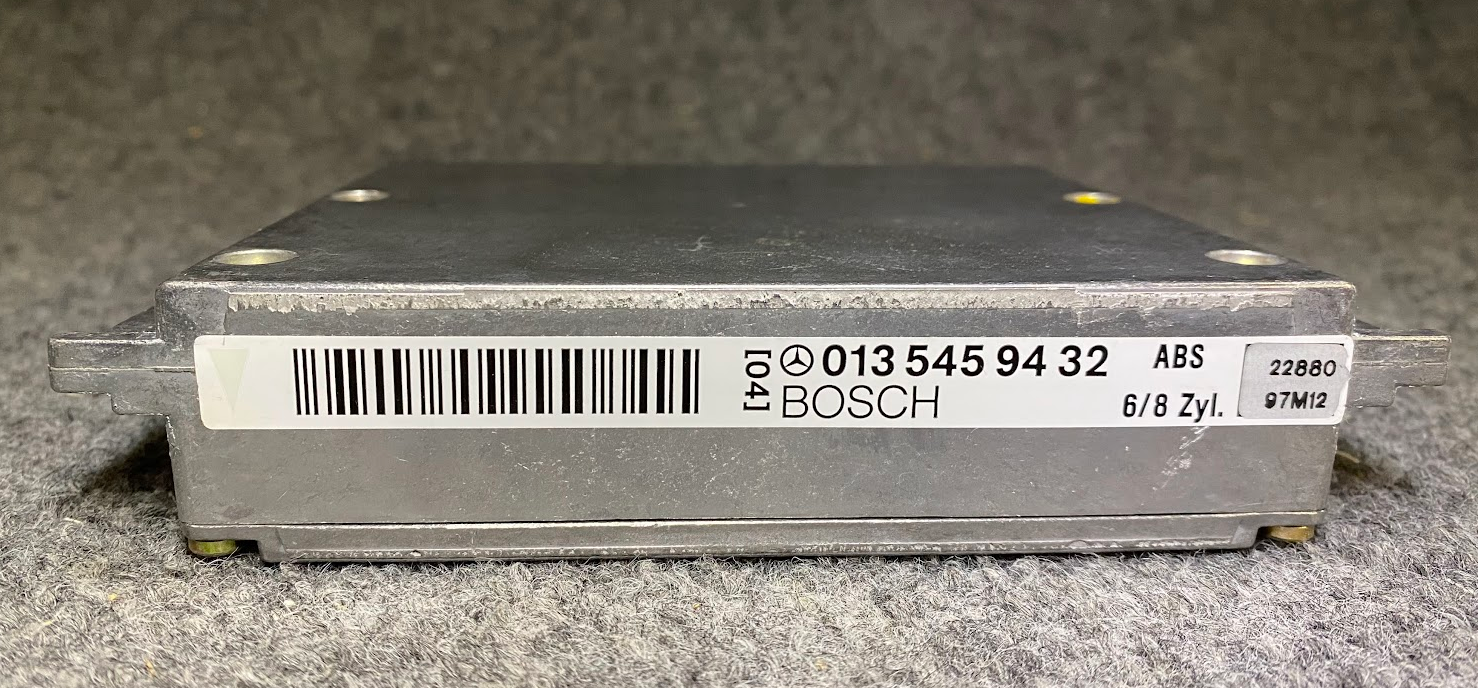 [04]
013 545 94 32
BOSCH
ABS
6/8 Zyl.
22880
97M12